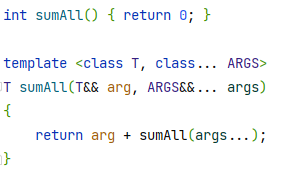 int sumAll() { return 0; }
template <class T, class... ARGS>
T sumAll(T&& arg, ARGS&&... args)
{
    return arg + sumAll(args...);
}